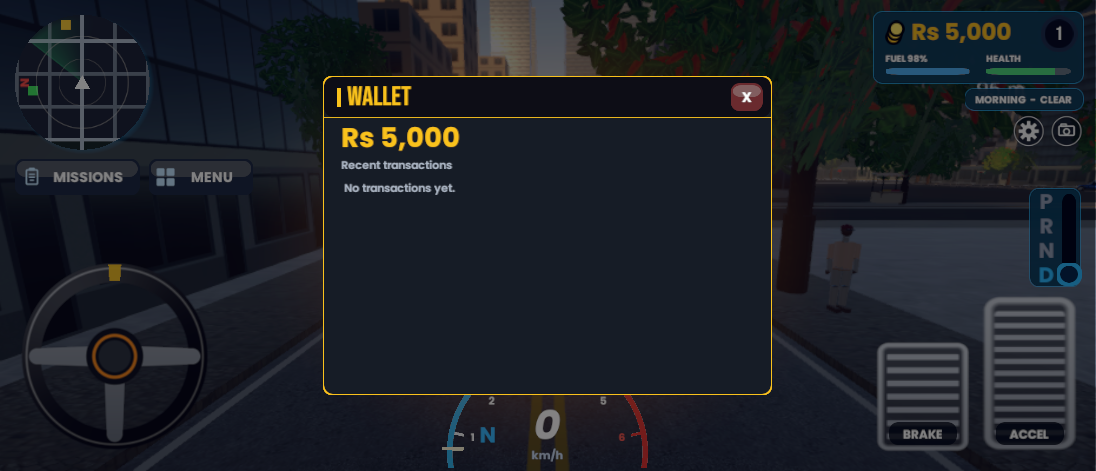 Rs 5,000
1
FUEL 98%
HEALTH
MORNING - CLEAR
N
MISSIONS
MENU
WALLET
X
Rs 5,000
Recent transactions
No transactions yet.
P
R
N
D
2
5
1
N
0
6
km/h
BRAKE
ACCEL